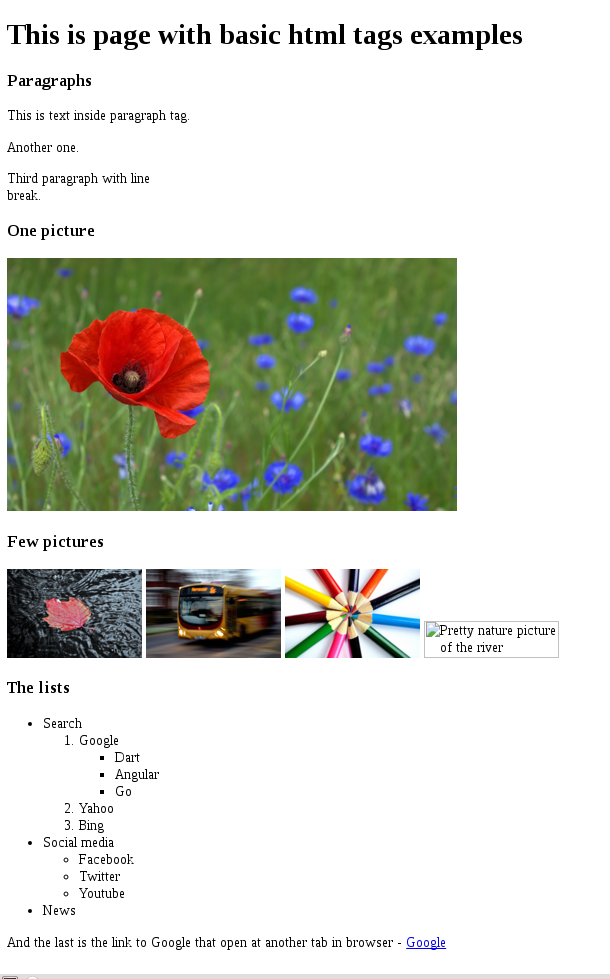 This is page with basic html tags examples
Paragraphs
This is text inside paragraph tag.
Another one.
Third paragraph with line
break.
One picture
Few pictures
Pretty nature picture
of the river
The lists
Search
1. Google
Dart
Angular
Go
2. Yahoo
3. Bing
Social media
Facebook
Twitter
Youtube
News
And the last is the link to Google that open at another tab in browser - Google